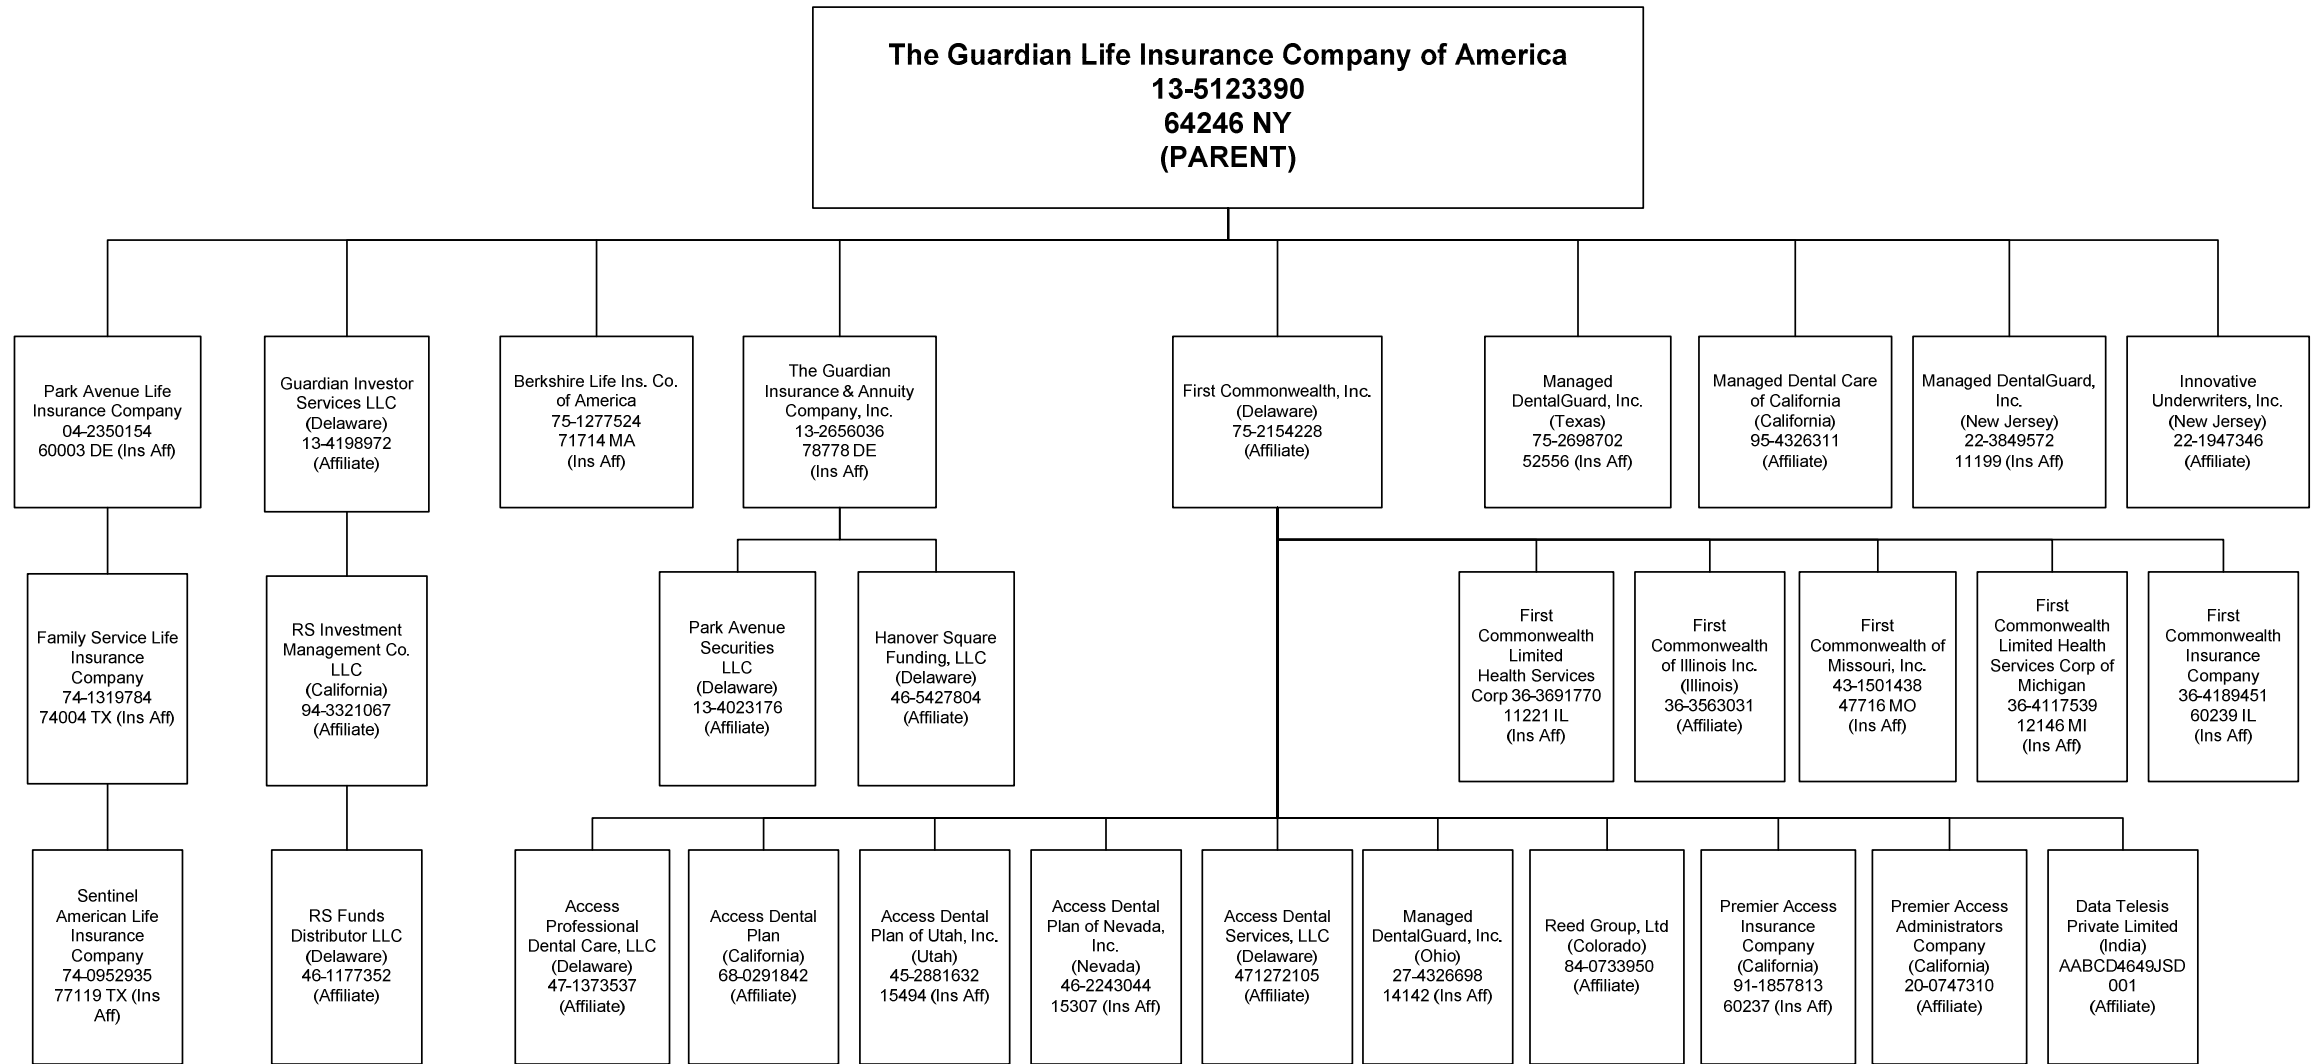 The Guardian Life Insurance Company of America
13-5123390
64246 NY
(PARENT)
Park Avenue Life
Insurance Company
04-2350154
60003 DE (Ins Aff)
Guardian Investor
Services LLC
(Delaware)
13-4198972
(Affiliate)
Berkshire Life Ins. Co.
of America
75-1277524
71714 MA
(Ins Aff)
The Guardian
Insurance & Annuity
Company, Inc.
13-2656036
78778 DE
(Ins Aff)
First Commonwealth, Inc.
(Delaware)
75-2154228
(Affiliate)
Managed
DentalGuard, Inc.
(Texas)
75-2698702
52556 (Ins Aff)
Managed Dental Care
of California
(California)
95-4326311
(Affiliate)
Managed DentalGuard,
Inc.
(New Jersey)
22-3849572
11199 (Ins Aff)
Innovative
Underwriters, Inc.
(New Jersey)
22-1947346
(Affiliate)
Family Service Life
Insurance
Company
74-1319784
74004 TX (Ins Aff)
RS Investment
Management Co.
LLC
(California)
94-3321067
(Affiliate)
Park Avenue
Securities
LLC
(Delaware)
13-4023176
(Affiliate)
Hanover Square
Funding, LLC
(Delaware)
46-5427804
(Affiliate)
First
Commonwealth
Limited
Health Services
Corp 36-3691770
11221 IL
(Ins Aff)
First
Commonwealth
of Illinois Inc.
(Illinois)
36-3563031
(Affiliate)
First
Commonwealth of
Missouri, Inc.
43-1501438
47716 MO
(Ins Aff)
First
Commonwealth
Limited Health
Services Corp of
Michigan
36-4117539
12146 MI
(Ins Aff)
First
Commonwealth
Insurance
Company
36-4189451
60239 IL
(Ins Aff)
Sentinel
American Life
Insurance
Company
74-0952935
77119 TX (Ins
Aff)
RS Funds
Distributor LLC
(Delaware)
46-1177352
(Affiliate)
Access
Professional
Dental Care, LLC
(Delaware)
47-1373537
(Affiliate)
Access Dental
Plan
(California)
68-0291842
(Affiliate)
Access Dental
Plan of Utah, Inc.
(Utah)
45-2881632
15494 (Ins Aff)
Access Dental
Plan of Nevada,
Inc.
(Nevada)
46-2243044
15307 (Ins Aff)
Access Dental
Services, LLC
(Delaware)
471272105
(Affiliate)
Managed
DentalGuard, Inc.
(Ohio)
27-4326698
14142 (Ins Aff)
Reed Group, Ltd
(Colorado)
84-0733950
(Affiliate)
Premier Access
Insurance
Company
(California)
91-1857813
60237 (Ins Aff)
Premier Access
Administrators
Company
(California)
20-0747310
(Affiliate)
Data Telesis
Private Limited
(India)
AABCD4649JSD
001
(Affiliate)